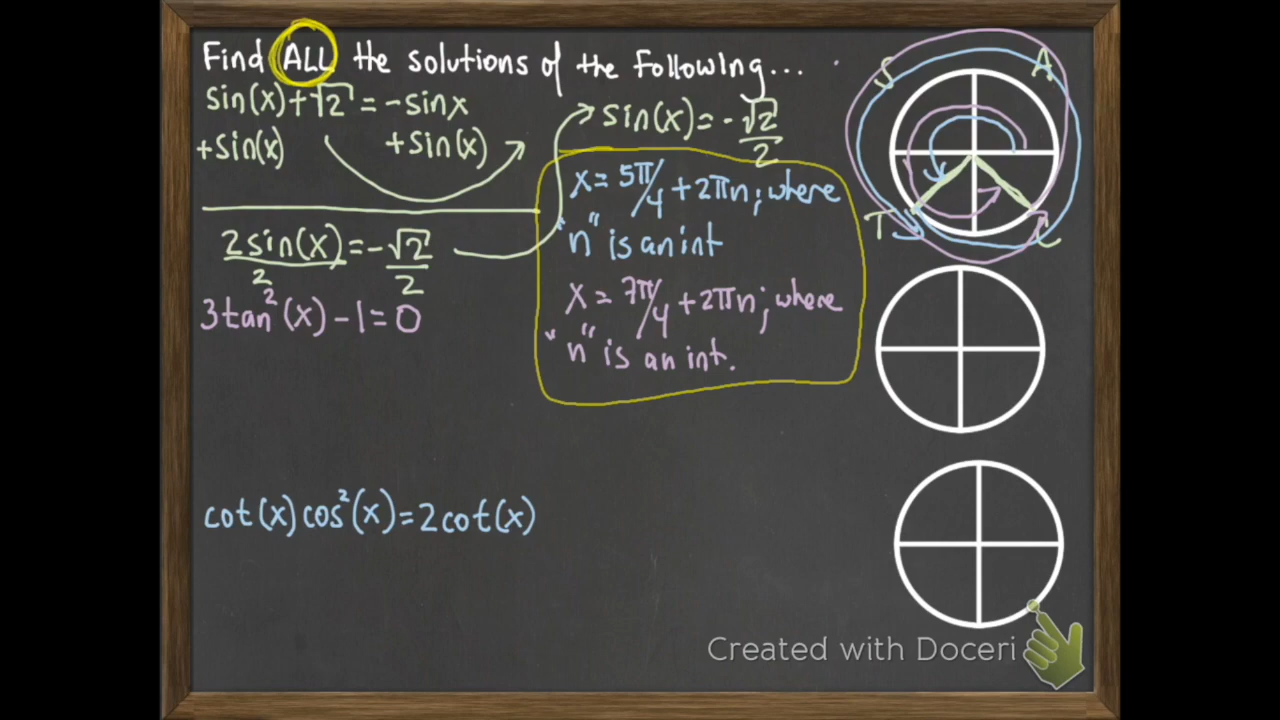 Find ALL the solutions of the Following...
sin(x)+√2 = -sinx
+sin(x) +sin(x)
2sin(x)=-√2
2 2
sin(x)=-√2
2
x=5π/4+2πn; where
"n" is an int
x=7π/4+2πn; where
"n" is an int.
3tan²(x)-1=0
cot(x)cos²(x)=2cot(x)
S A
T C
Created with Doceri